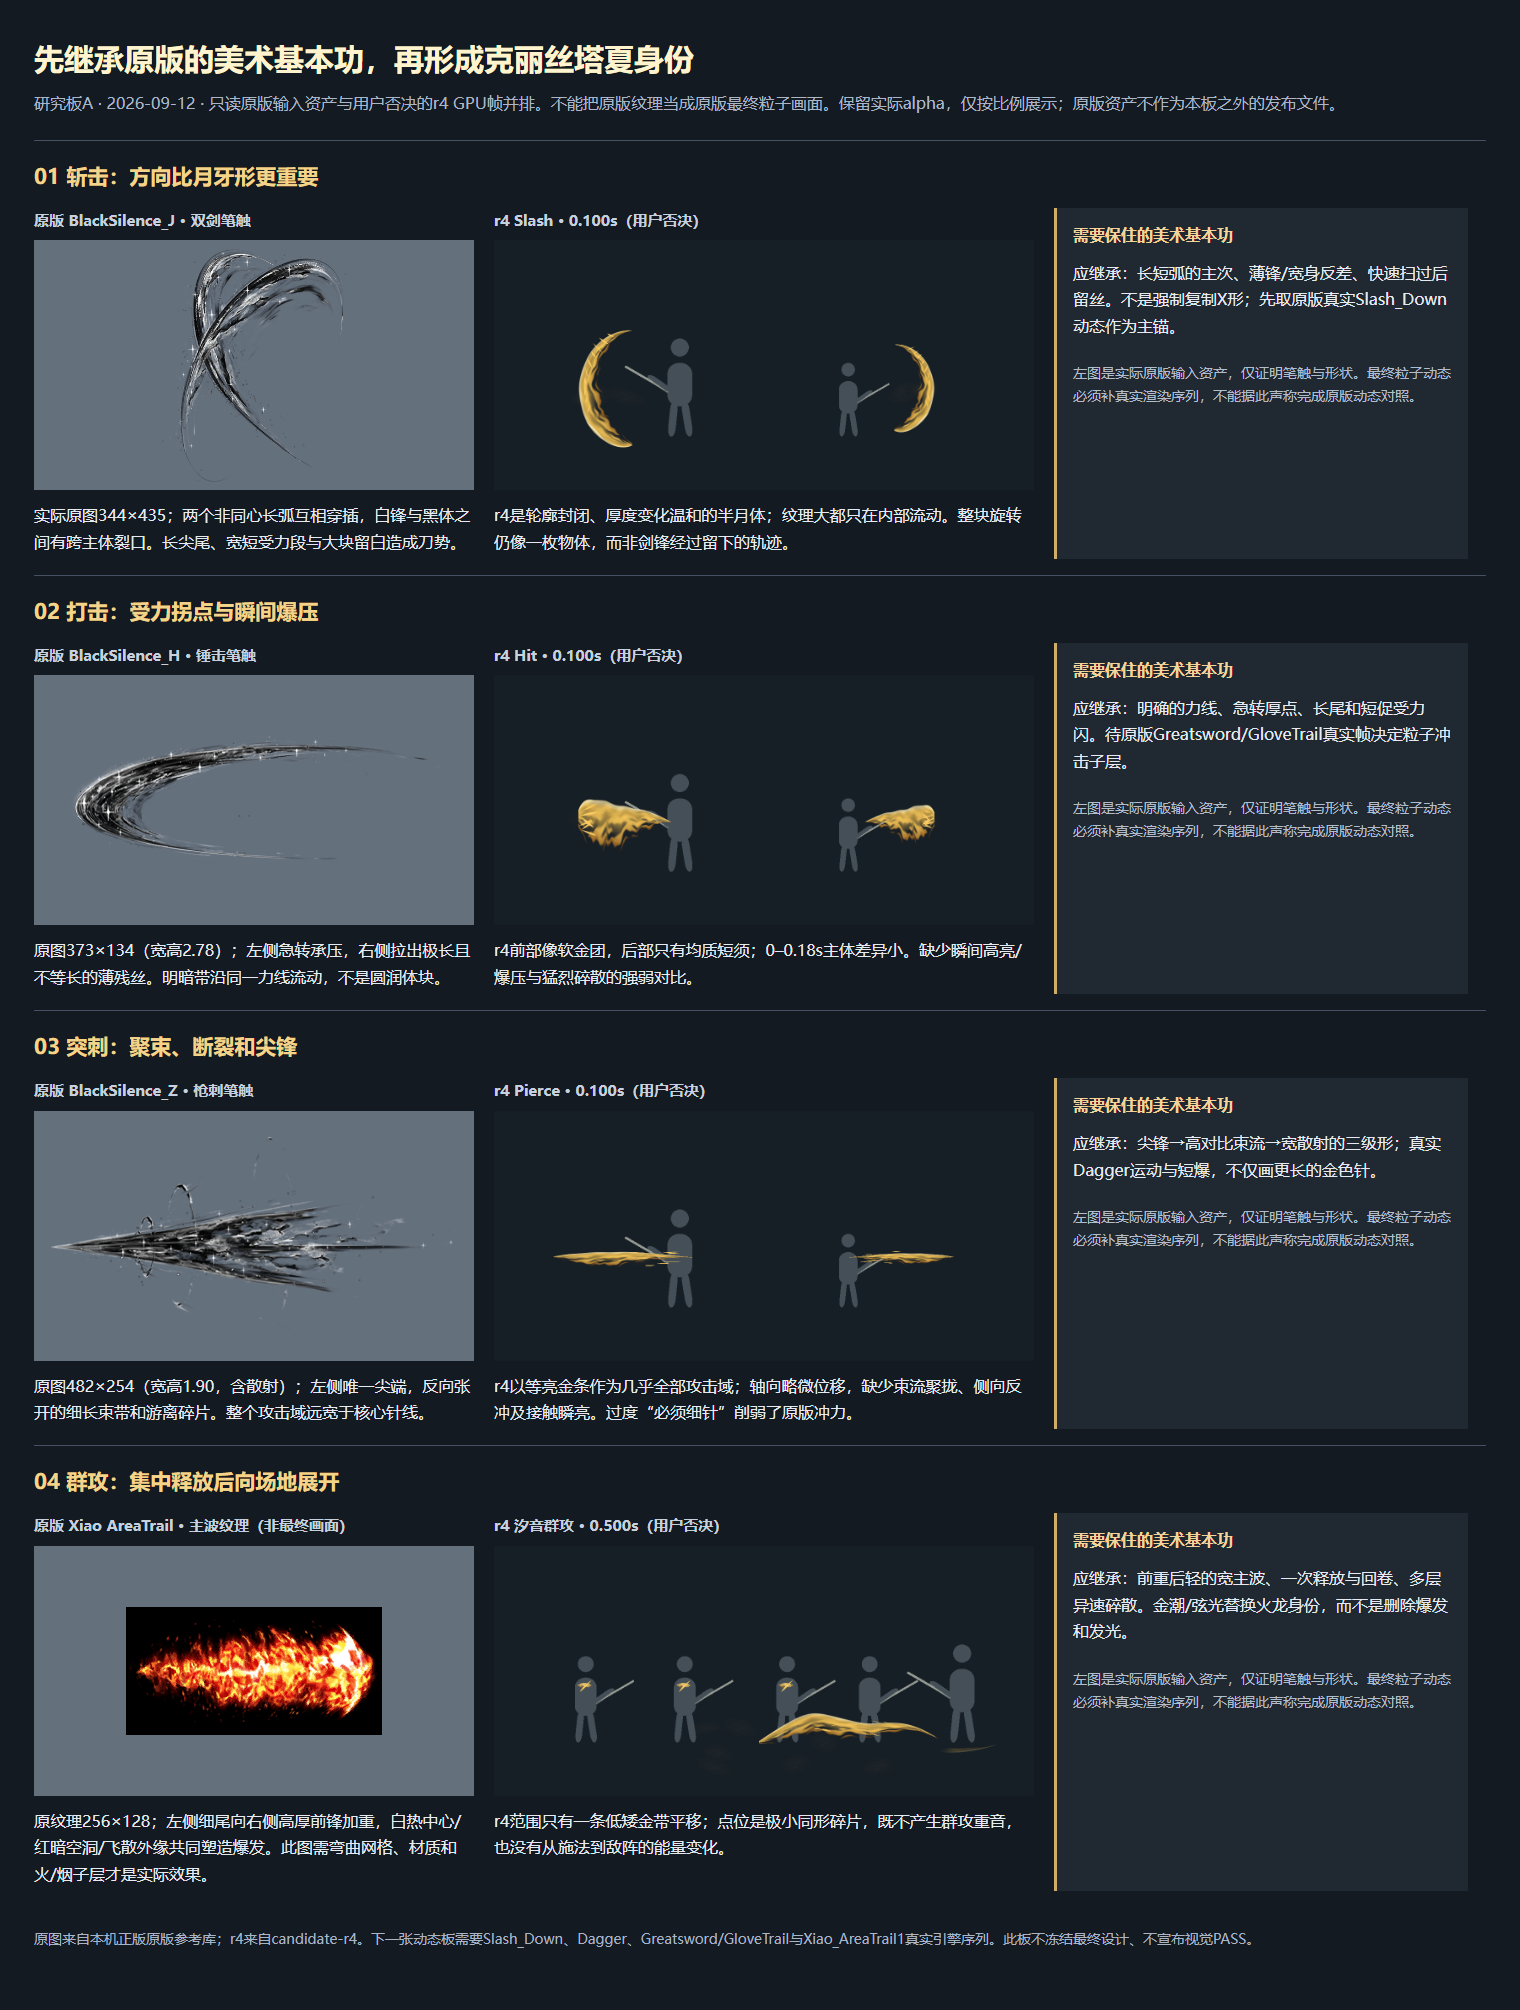 先继承原版的美术基本功，再形成克丽丝塔夏身份
研究板A · 2026-09-12 · 只读原版输入资产与用户否决的r4 GPU帧并排。不能把原版纹理当成原版最终粒子画面。保留实际alpha，仅按比例展示；原版资产不作为本板之外的发布文件。
01 斩击：方向比月牙形更重要
原版 BlackSilence_J • 双剑笔触
实际原图344×435；两个非同心长弧互相穿插，白锋与黑体之
间有跨主体裂口。长尖尾、宽短受力段与大块留白造成刀势。
r4 Slash • 0.100s（用户否决）
r4是轮廓封闭、厚度变化温和的半月体；纹理大都只在内部流动。整块旋转
仍像一枚物体，而非剑锋经过留下的轨迹。
需要保住的美术基本功
应继承：长短弧的主次、薄锋/宽身反差、快速扫过后
留丝。不是强制复制X形；先取原版真实Slash_Down
动态作为主锚。
左图是实际原版输入资产，仅证明笔触与形状。最终粒子动态
必须补真实渲染序列，不能据此声称完成原版动态对照。
02 打击：受力拐点与瞬间爆压
原版 BlackSilence_H • 锤击笔触
原图373×134（宽高2.78）；左侧急转承压，右侧拉出极长且
不等长的薄残丝。明暗带沿同一力线流动，不是圆润体块。
r4 Hit • 0.100s（用户否决）
r4前部像软金团，后部只有均质短须；0–0.18s主体差异小。缺少瞬间高亮/
爆压与猛烈碎散的强弱对比。
需要保住的美术基本功
应继承：明确的力线、急转厚点、长尾和短促受力
闪。待原版Greatsword/GloveTrail真实帧决定粒子冲
击子层。
左图是实际原版输入资产，仅证明笔触与形状。最终粒子动态
必须补真实渲染序列，不能据此声称完成原版动态对照。
03 突刺：聚束、断裂和尖锋
原版 BlackSilence_Z • 枪刺笔触
原图482×254（宽高1.90，含散射）；左侧唯一尖端，反向张
开的细长束带和游离碎片。整个攻击域远宽于核心针线。
r4 Pierce • 0.100s（用户否决）
r4以等亮金条作为几乎全部攻击域；轴向略微位移，缺少束流聚拢、侧向反
冲及接触瞬亮。过度“必须细针”削弱了原版冲力。
需要保住的美术基本功
应继承：尖锋→高对比束流→宽散射的三级形；真实
Dagger运动与短爆，不仅画更长的金色针。
左图是实际原版输入资产，仅证明笔触与形状。最终粒子动态
必须补真实渲染序列，不能据此声称完成原版动态对照。
04 群攻：集中释放后向场地展开
原版 Xiao AreaTrail • 主波纹理（非最终画面）
原纹理256×128；左侧细尾向右侧高厚前锋加重，白热中心/
红暗空洞/飞散外缘共同塑造爆发。此图需弯曲网格、材质和
火/烟子层才是实际效果。
r4 汐音群攻 • 0.500s（用户否决）
r4范围只有一条低矮金带平移；点位是极小同形碎片，既不产生群攻重音，
也没有从施法到敌阵的能量变化。
需要保住的美术基本功
应继承：前重后轻的宽主波、一次释放与回卷、多层
异速碎散。金潮/弦光替换火龙身份，而不是删除爆发
和发光。
左图是实际原版输入资产，仅证明笔触与形状。最终粒子动态
必须补真实渲染序列，不能据此声称完成原版动态对照。
原图来自本机正版原版参考库；r4来自candidate-r4。下一张动态板需要Slash_Down、Dagger、Greatsword/GloveTrail与Xiao_AreaTrail1真实引擎序列。此板不冻结最终设计、不宣布视觉PASS。